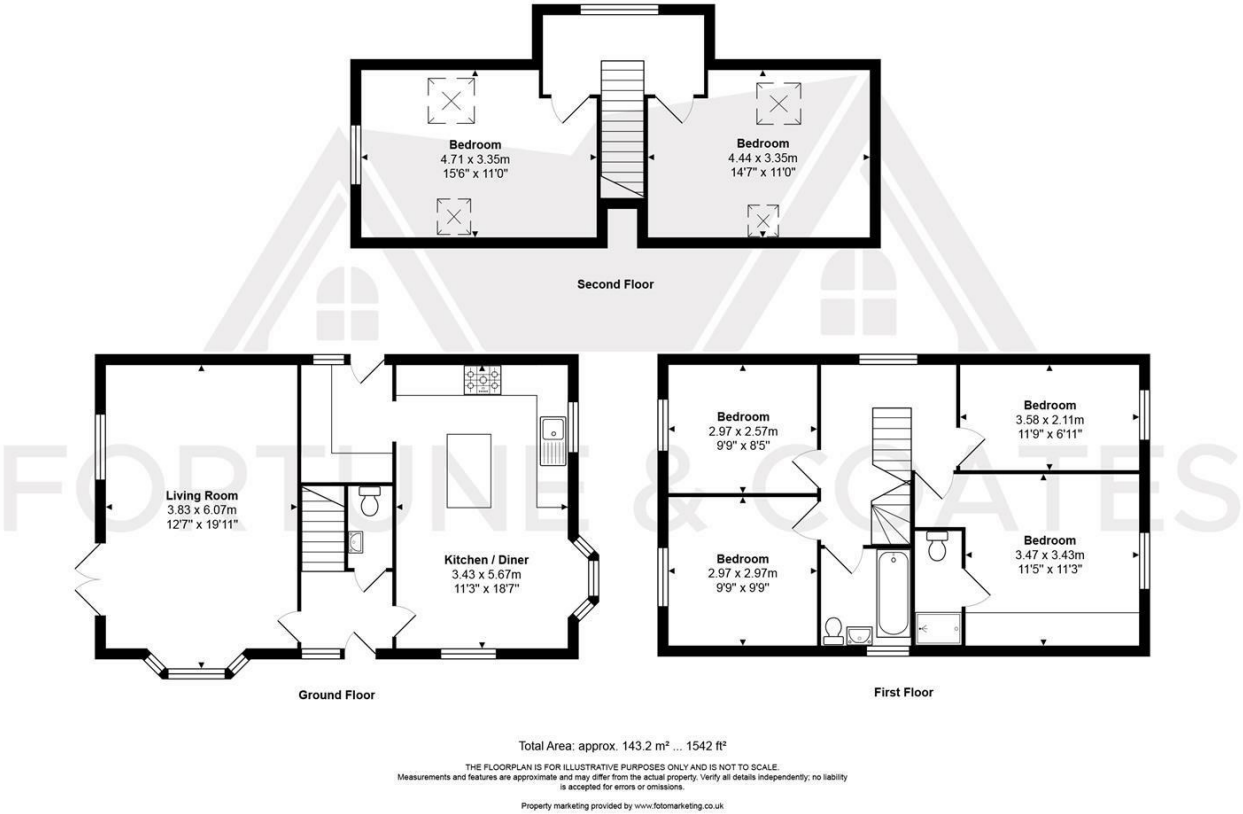 Bedroom
4.71 x 3.35m
15'6" x 11'0"
Bedroom
4.44 x 3.35m
14'7" x 11'0"
Second Floor
FORTUNE & COATES
Living Room
3.83 x 6.07m
12'7" x 19'11"
Kitchen / Diner
3.43 x 5.67m
11'3" x 18'7"
Ground Floor
Bedroom
2.97 x 2.57m
9'9" x 8'5"
Bedroom
3.58 x 2.11m
11'9" x 6'11"
Bedroom
2.97 x 2.97m
9'9" x 9'9"
Bedroom
3.47 x 3.43m
11'5" x 11'3"
First Floor
Total Area: approx. 143.2 m² ... 1542 ft²
THE FLOORPLAN IS FOR ILLUSTRATIVE PURPOSES ONLY AND IS NOT TO SCALE.
Measurements and features are approximate and may differ from the actual property. Verify all details independently; no liability
is accepted for errors or omissions.
Property marketing provided by www.fotomarketing.co.uk